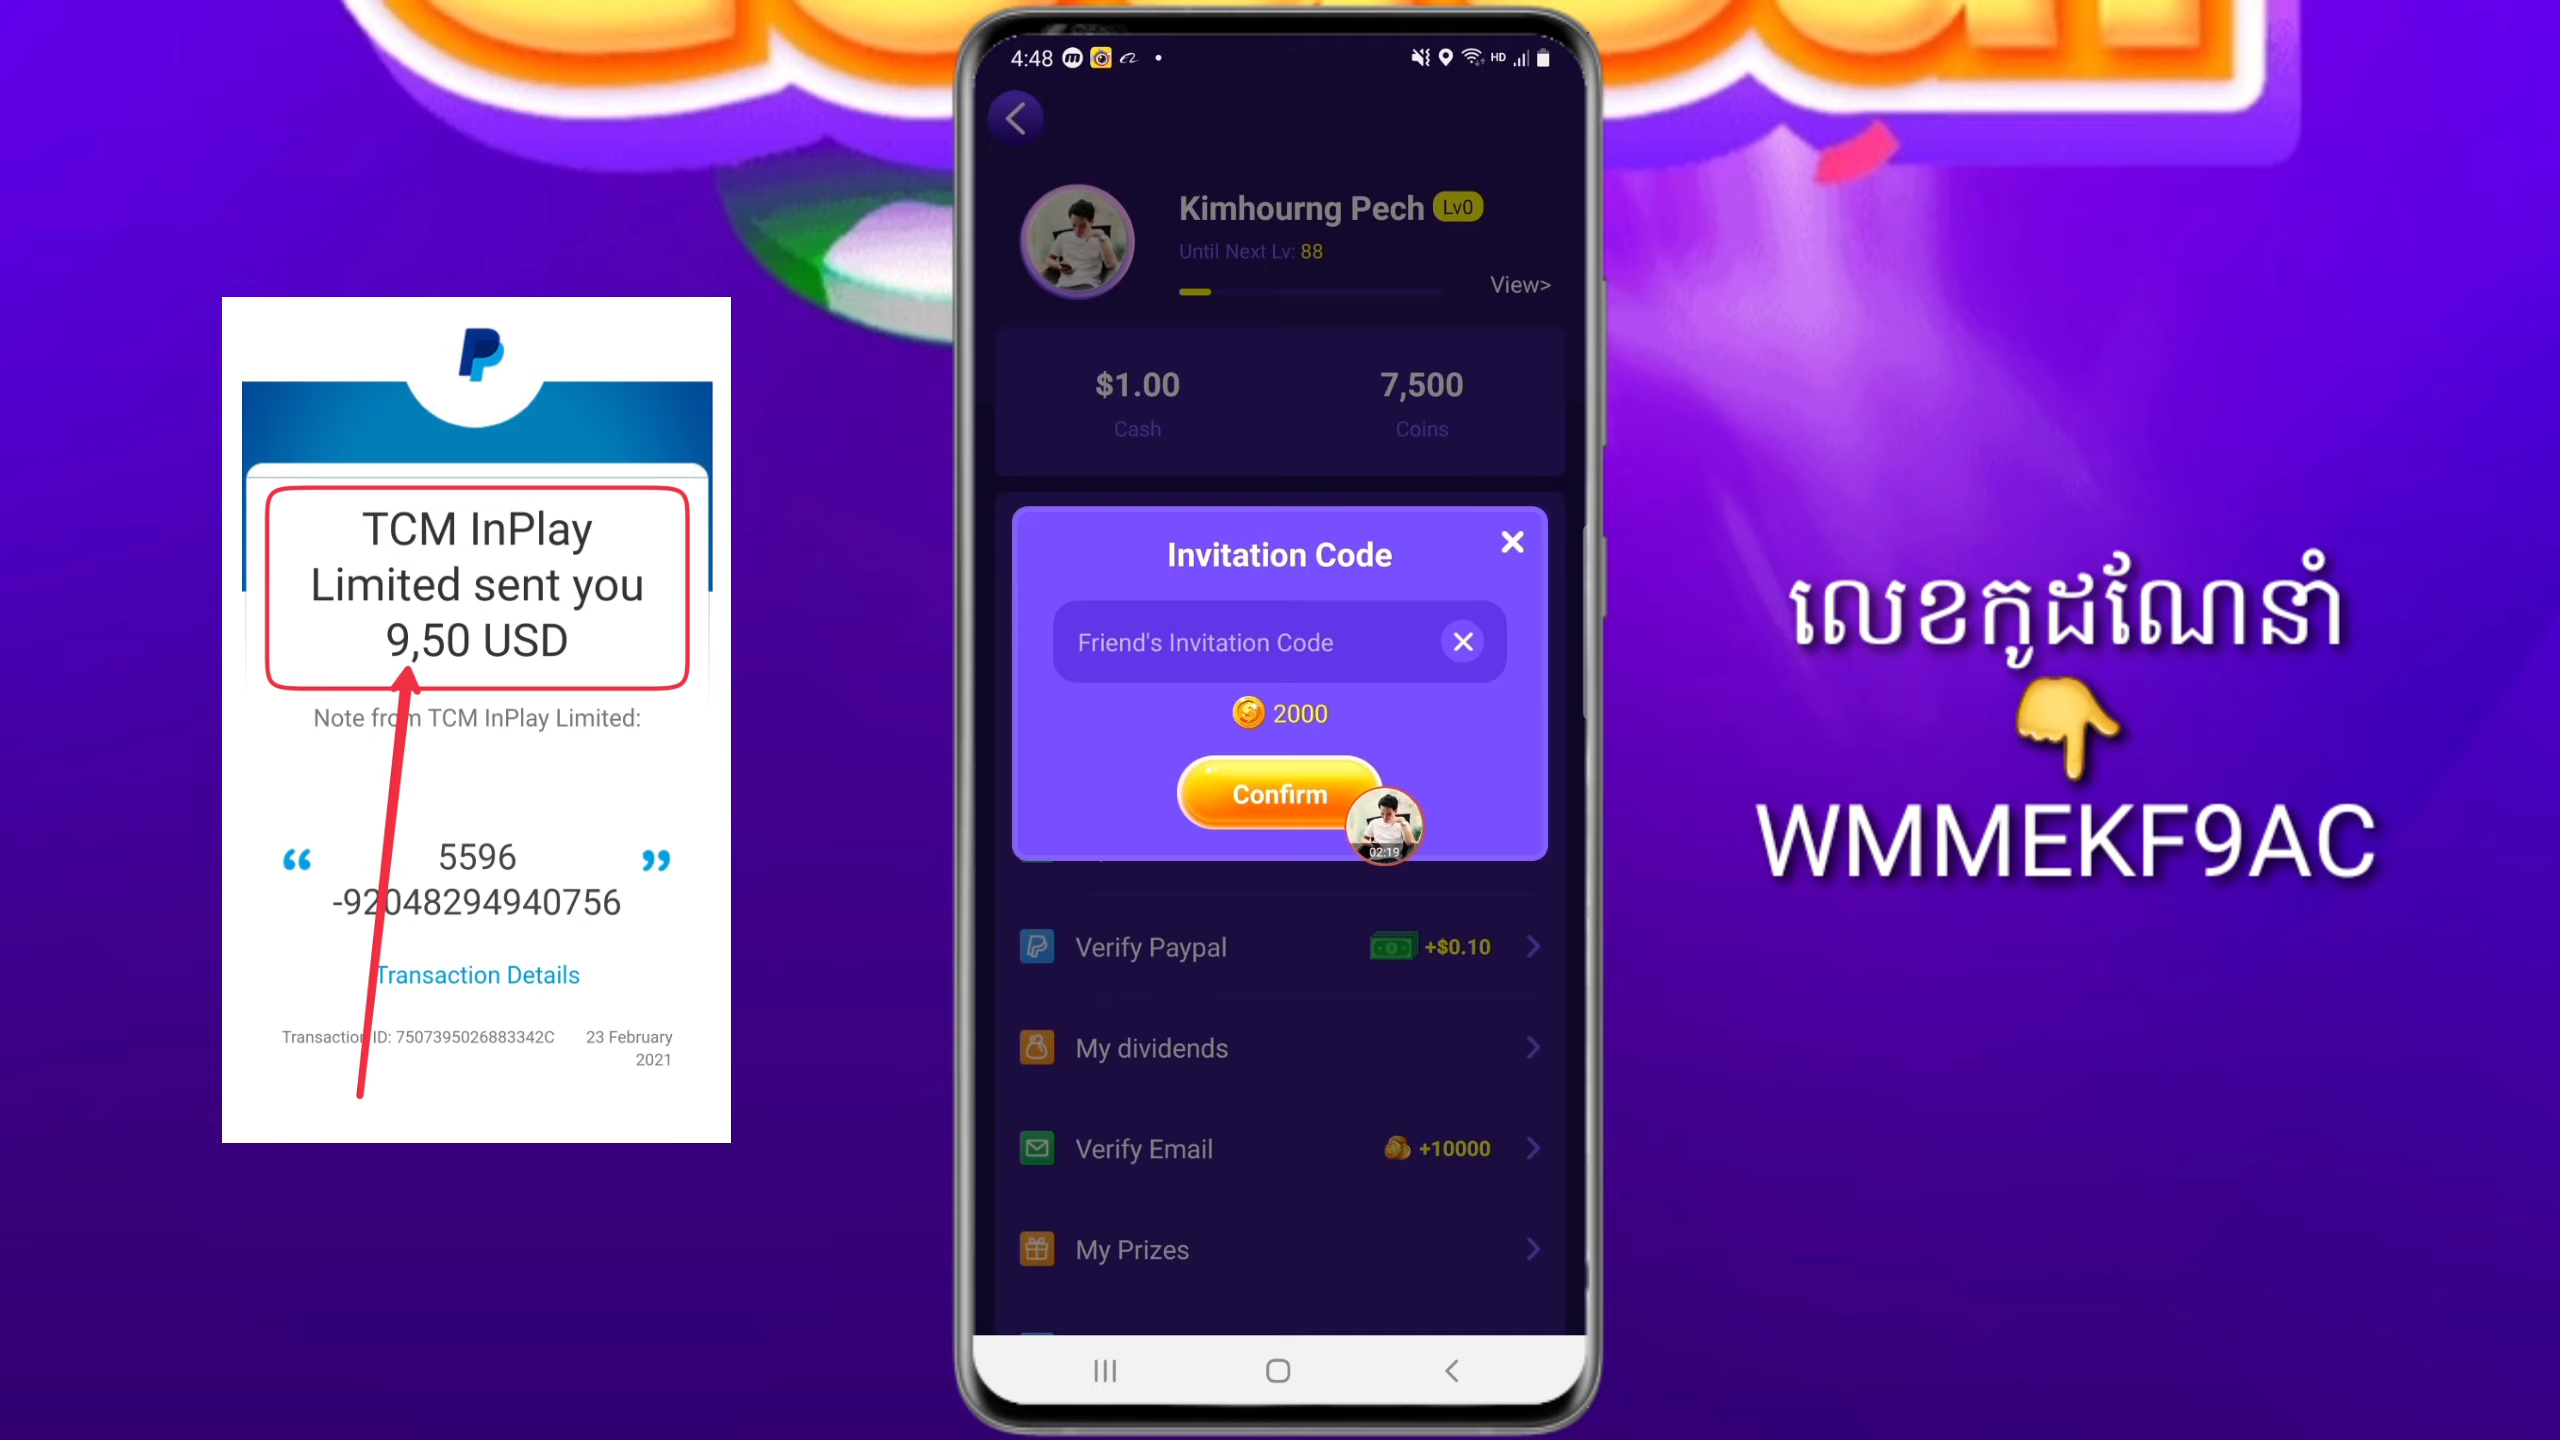 TCM InPlay
Limited sent you
9,50 USD
Note from TCM InPlay Limited:
“ 5596 ”
-92048294940756
Transaction Details
Transaction ID: 7507395026883342C
23 February
2021
4:48
HD
Kimhourng Pech Lv0
Until Next Lv: 88
View>
$1.00
Cash
7,500
Coins
Invitation Code
Friend's Invitation Code
2000
Confirm
02:19
Verify Paypal +$0.10
My dividends
Verify Email +10000
My Prizes
លេខកូដណែនាំ
WMMEKF9AC